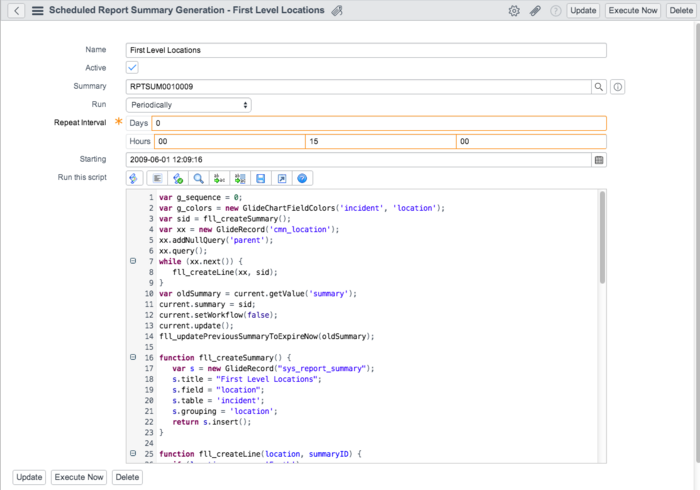 Scheduled Report Summary Generation - First Level Locations
Update Execute Now Delete
Name First Level Locations
Active
Summary RPTSUM0010009
Run Periodically
Repeat Interval Days 0
Hours 00 15 00
Starting 2009-06-01 12:09:16
Run this script
1 var g_sequence = 0;
2 var g_colors = new GlideChartFieldColors('incident', 'location');
3 var sid = fll_createSummary();
4 var xx = new GlideRecord('cmn_location');
5 xx.addNullQuery('parent');
6 xx.query();
7 while (xx.next()) {
8 fll_createLine(xx, sid);
9 }
10 var oldSummary = current.getValue('summary');
11 current.summary = sid;
12 current.setWorkflow(false);
13 current.update();
14 fll_updatePreviousSummaryToExpireNow(oldSummary);
15
16 function fll_createSummary() {
17 var s = new GlideRecord("sys_report_summary");
18 s.title = "First Level Locations";
19 s.field = "location";
20 s.table = 'incident';
21 s.grouping = 'location';
22 return s.insert();
23 }
24
25 function fll_createLine(location, summaryID) {
Update Execute Now Delete